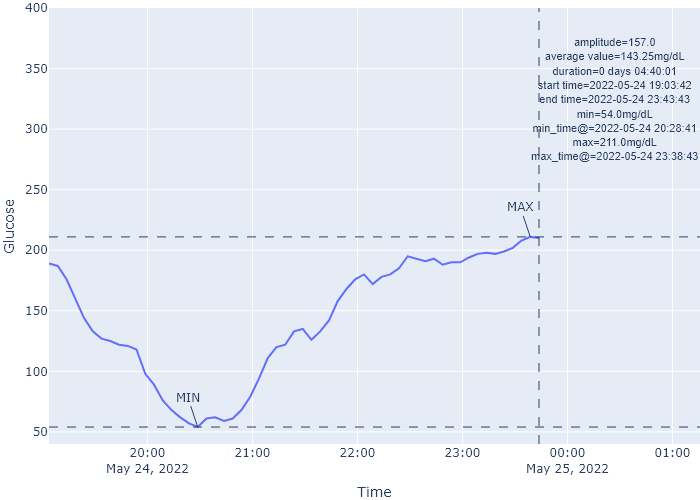 400
350
300
250
200
150
100
50
Glucose
amplitude=157.0
average value=143.25mg/dL
duration=0 days 04:40:01
start time=2022-05-24 19:03:42
end time=2022-05-24 23:43:43
min=54.0mg/dL
min_time@=2022-05-24 20:28:41
max=211.0mg/dL
max_time@=2022-05-24 23:38:43
MAX
MIN
20:00 21:00 22:00 23:00 00:00 01:00
May 24, 2022 May 25, 2022
Time